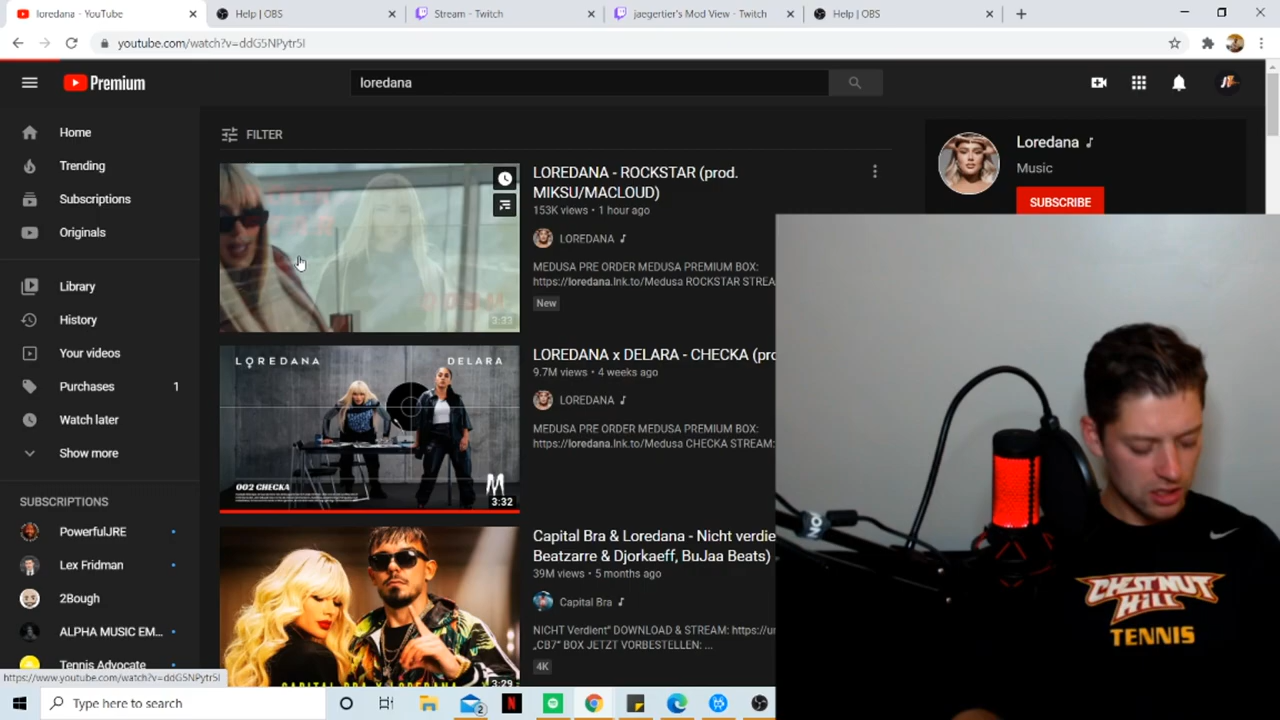 loredana - YouTube
Help | OBS
Stream - Twitch
jaegertier's Mod View - Twitch
Help | OBS
youtube.com/watch?v=ddG5NPytr5I
Premium
loredana
Home
Trending
Subscriptions
Originals
Library
History
Your videos
Purchases 1
Watch later
Show more
SUBSCRIPTIONS
PowerfulJRE
Lex Fridman
2Bough
ALPHA MUSIC EM...
Tennis Advocate
https://www.youtube.com/watch?v=ddG5NPytr5I
FILTER
3:33
LOREDANA - ROCKSTAR (prod.
MIKSU/MACLOUD)
153K views • 1 hour ago
LOREDANA
MEDUSA PRE ORDER MEDUSA PREMIUM BOX:
https://loredana.lnk.to/Medusa ROCKSTAR STREA
New
LOREDANA DELARA
002 CHECKA
3:32
LOREDANA x DELARA - CHECKA (pro
9.7M views • 4 weeks ago
LOREDANA
MEDUSA PRE ORDER MEDUSA PREMIUM BOX:
https://loredana.lnk.to/Medusa CHECKA STREAM:
CAPITAL BRA X LOREDANA
3:29
Capital Bra & Loredana - Nicht verdie
Beatzarre & Djorkaeff, BuJaa Beats)
39M views • 5 months ago
Capital Bra
NICHT Verdient" DOWNLOAD & STREAM: https://ur
„CB7" BOX JETZT VORBESTELLEN: ...
4K
Loredana
Music
SUBSCRIBE
CHESTNUT
HILL
TENNIS
Type here to search
2